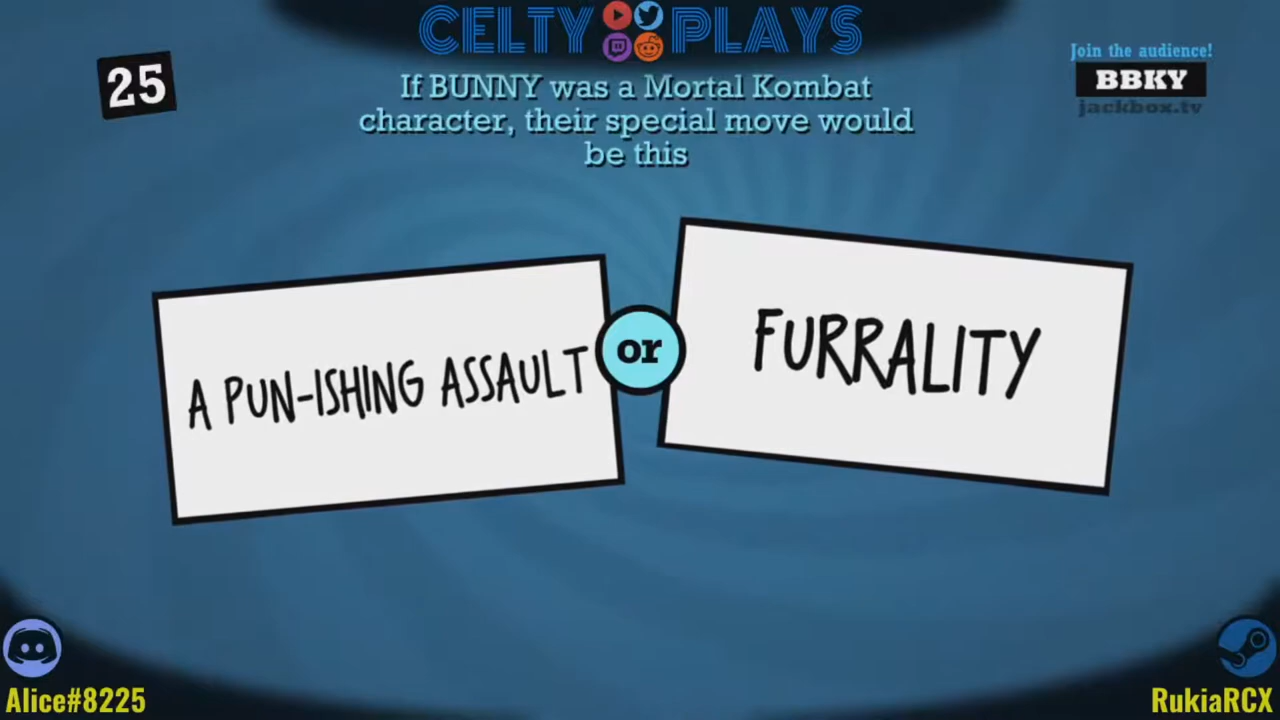 CELTY PLAYS
25
If BUNNY was a Mortal Kombat
character, their special move would
be this
Join the audience!
BBKY
jackbox.tv
A PUN-ISHING ASSAULT
or
FURRALITY
Alice#8225
RukiaRCX